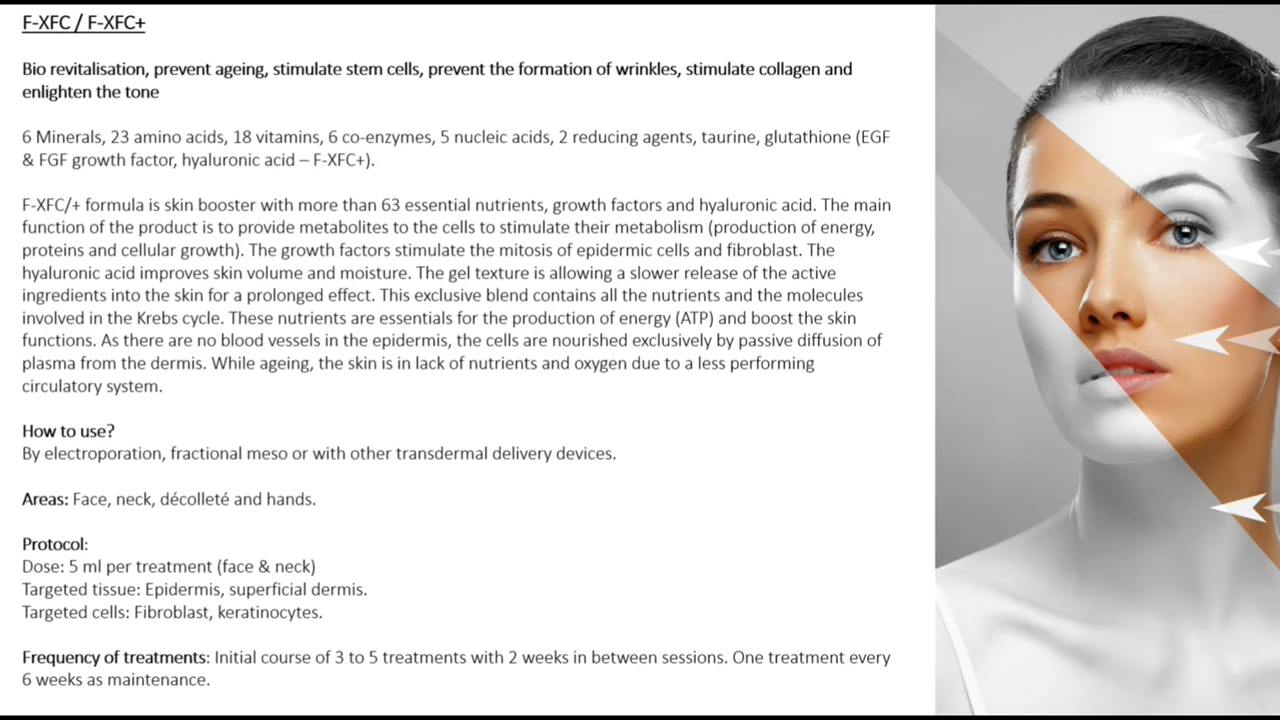 F-XFC / F-XFC+
Bio revitalisation, prevent ageing, stimulate stem cells, prevent the formation of wrinkles, stimulate collagen and
enlighten the tone
6 Minerals, 23 amino acids, 18 vitamins, 6 co-enzymes, 5 nucleic acids, 2 reducing agents, taurine, glutathione (EGF
& FGF growth factor, hyaluronic acid – F-XFC+).
F-XFC/+ formula is skin booster with more than 63 essential nutrients, growth factors and hyaluronic acid. The main
function of the product is to provide metabolites to the cells to stimulate their metabolism (production of energy,
proteins and cellular growth). The growth factors stimulate the mitosis of epidermic cells and fibroblast. The
hyaluronic acid improves skin volume and moisture. The gel texture is allowing a slower release of the active
ingredients into the skin for a prolonged effect. This exclusive blend contains all the nutrients and the molecules
involved in the Krebs cycle. These nutrients are essentials for the production of energy (ATP) and boost the skin
functions. As there are no blood vessels in the epidermis, the cells are nourished exclusively by passive diffusion of
plasma from the dermis. While ageing, the skin is in lack of nutrients and oxygen due to a less performing
circulatory system.
How to use?
By electroporation, fractional meso or with other transdermal delivery devices.
Areas: Face, neck, décolleté and hands.
Protocol:
Dose: 5 ml per treatment (face & neck)
Targeted tissue: Epidermis, superficial dermis.
Targeted cells: Fibroblast, keratinocytes.
Frequency of treatments: Initial course of 3 to 5 treatments with 2 weeks in between sessions. One treatment every
6 weeks as maintenance.